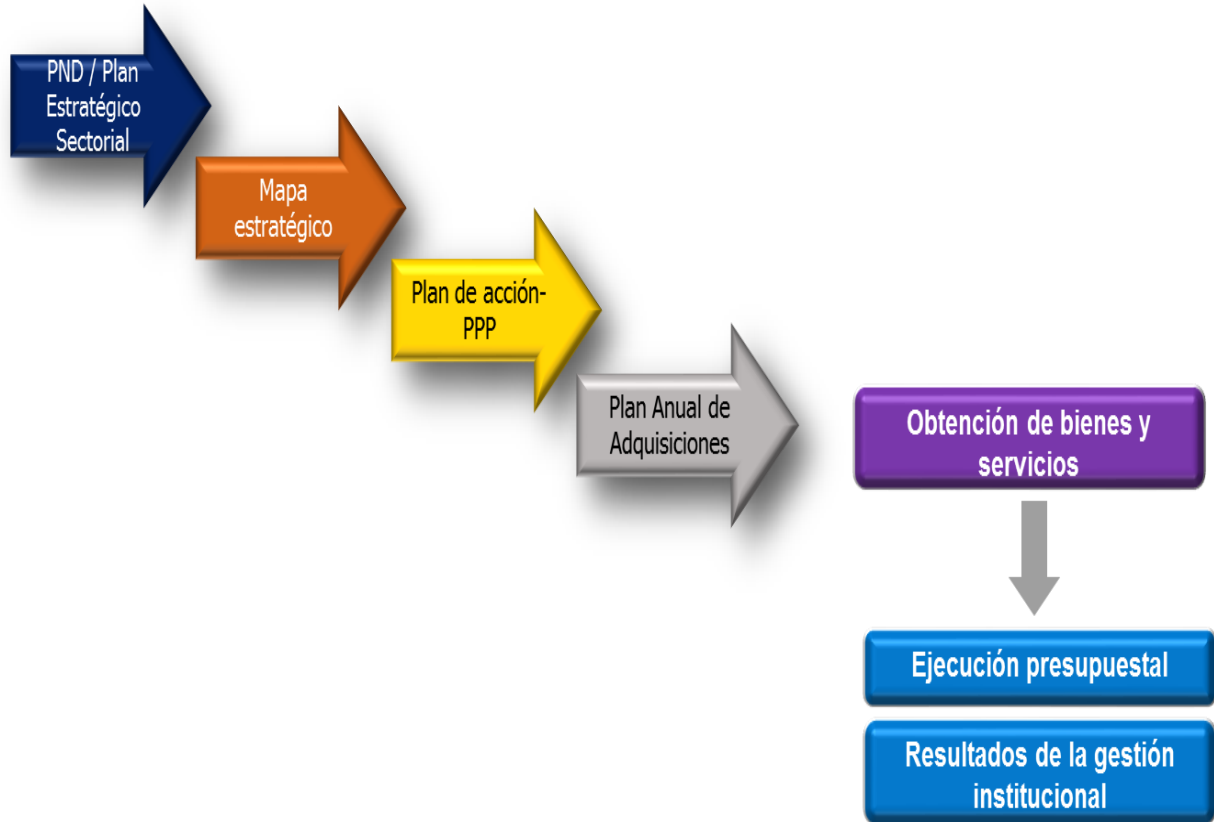 PND / Plan
Estratégico
Sectorial
Mapa
estratégico
Plan de acción-
PPP
Plan Anual de
Adquisiciones
Obtención de bienes y
servicios
Ejecución presupuestal
Resultados de la gestión
institucional